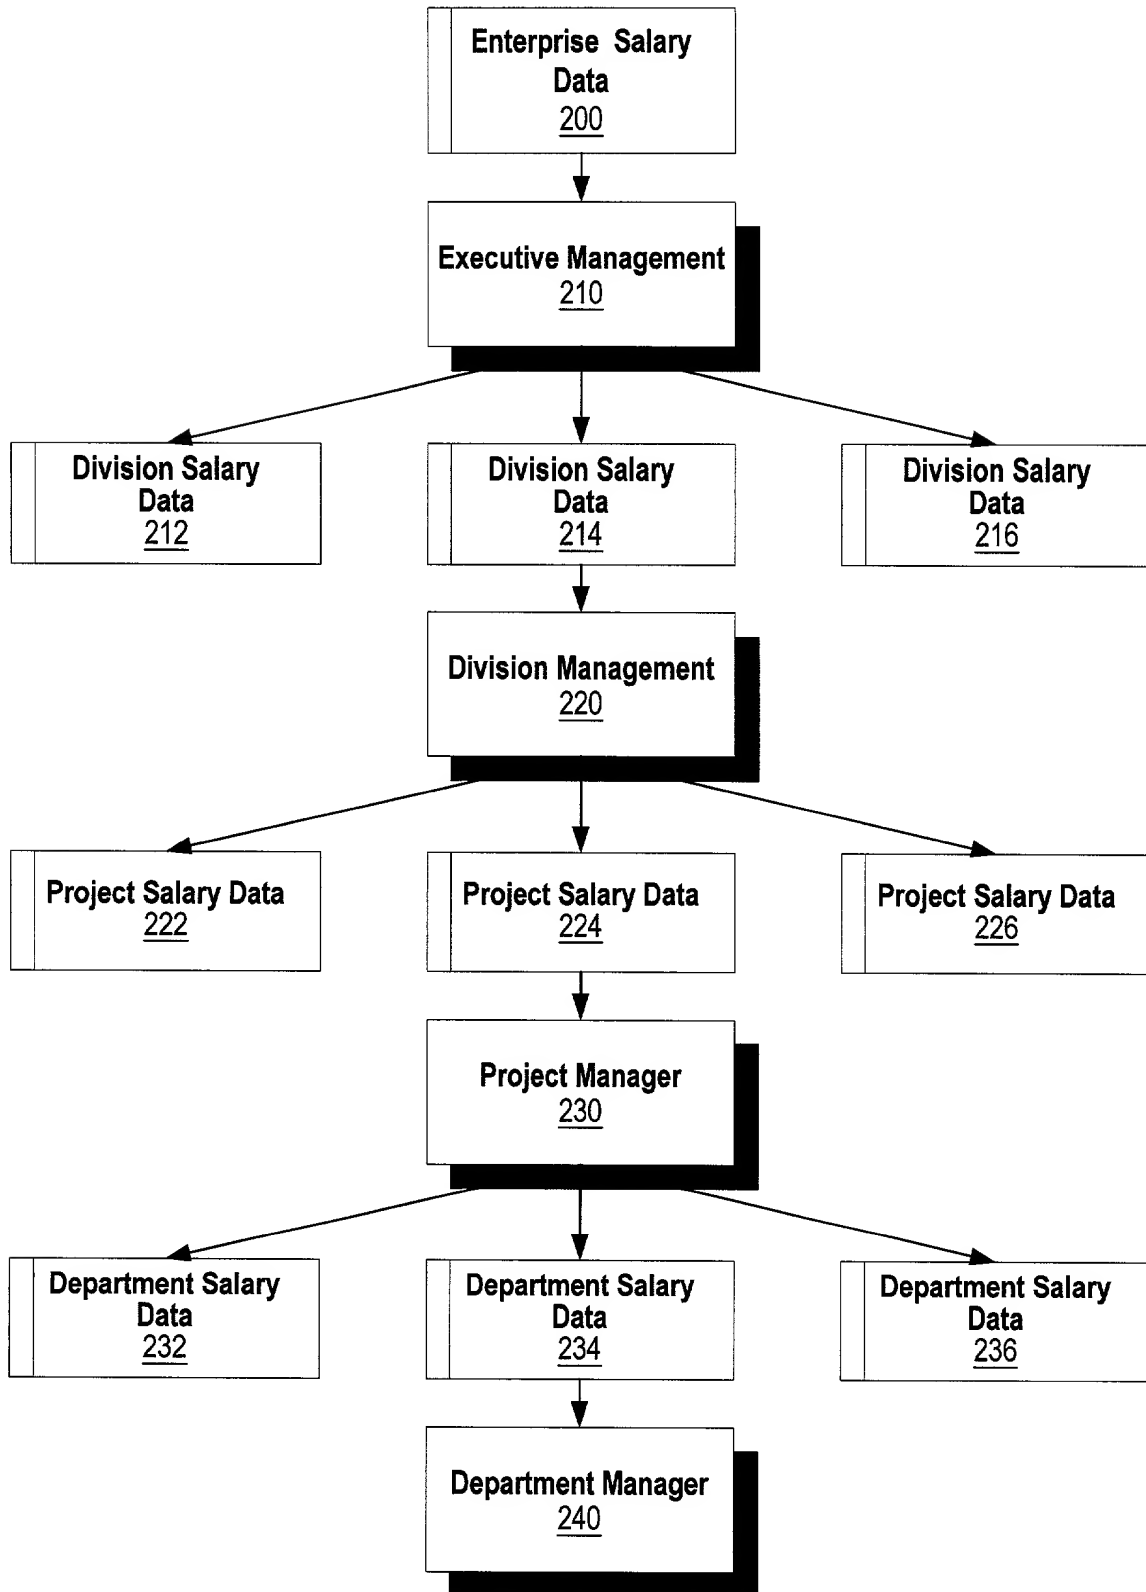 Enterprise Salary
Data
200
Executive Management
210
Division Salary
Data
212
Division Salary
Data
214
Division Salary
Data
216
Division Management
220
Project Salary Data
222
Project Salary Data
224
Project Salary Data
226
Project Manager
230
Department Salary
Data
232
Department Salary
Data
234
Department Salary
Data
236
Department Manager
240